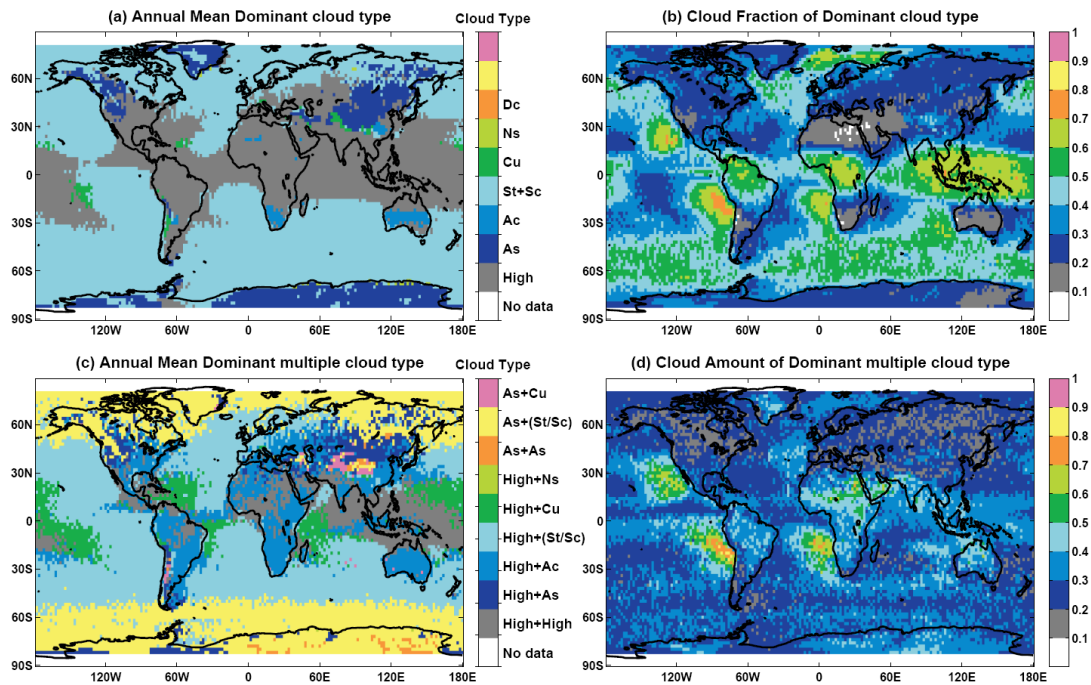 (a) Annual Mean Dominant cloud type
Cloud Type
(b) Cloud Fraction of Dominant cloud type
60N
30N
0
30S
60S
90S
120W
60W
0
60E
120E
180E
Dc
Ns
Cu
St+Sc
Ac
As
High
No data
60N
30N
0
30S
60S
90S
120W
60W
0
60E
120E
180E
1
0.9
0.8
0.7
0.6
0.5
0.4
0.3
0.2
0.1
(c) Annual Mean Dominant multiple cloud type
Cloud Type
(d) Cloud Amount of Dominant multiple cloud type
60N
30N
0
30S
60S
90S
120W
60W
0
60E
120E
180E
As+Cu
As+(St/Sc)
As+As
High+Ns
High+Cu
High+(St/Sc)
High+Ac
High+As
High+High
No data
60N
30N
0
30S
60S
90S
120W
60W
0
60E
120E
180E
1
0.9
0.8
0.7
0.6
0.5
0.4
0.3
0.2
0.1